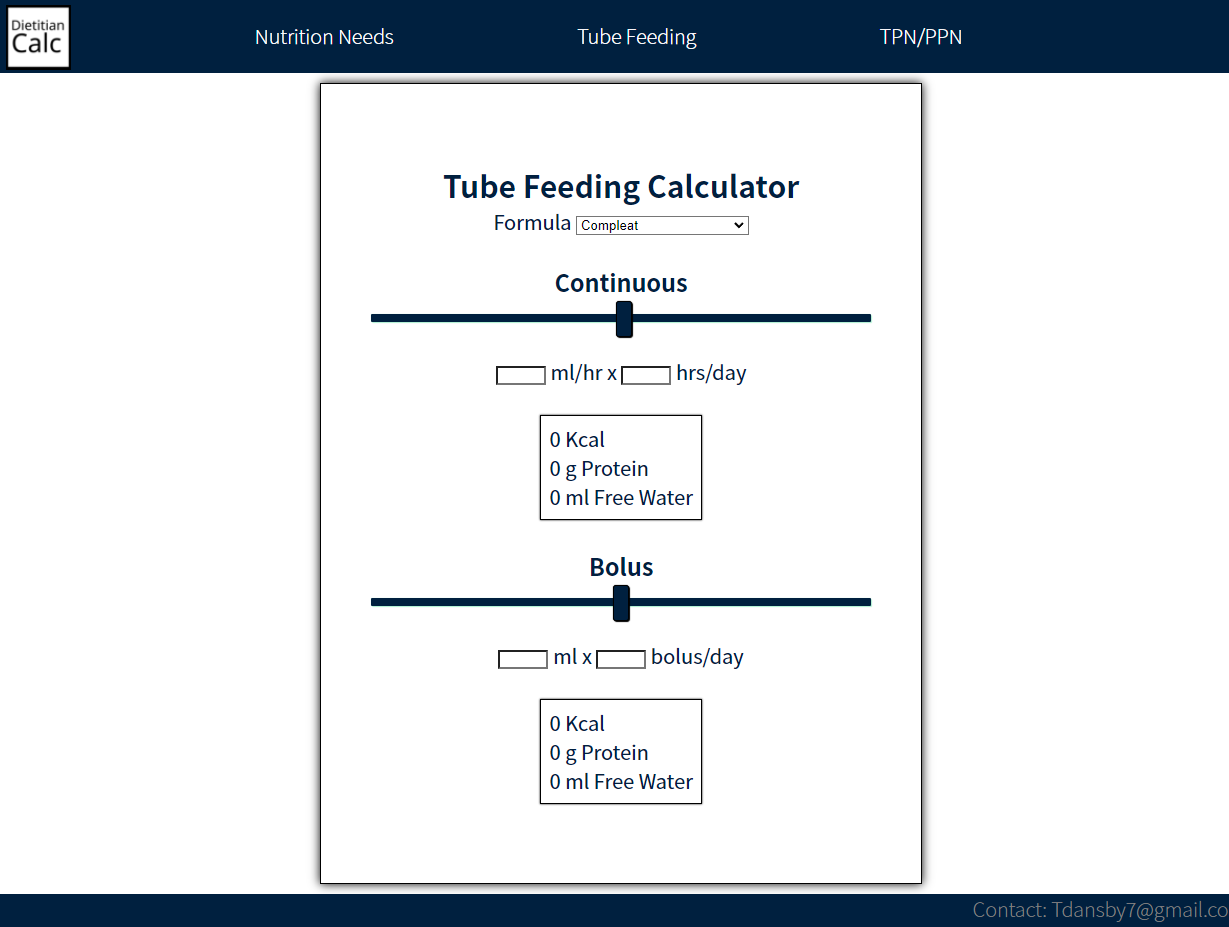 Dietitian
Calc
Nutrition Needs
Tube Feeding
TPN/PPN
Tube Feeding Calculator
Formula Compleat
Continuous
ml/hr x hrs/day
0 Kcal
0 g Protein
0 ml Free Water
Bolus
ml x bolus/day
0 Kcal
0 g Protein
0 ml Free Water
Contact: Tdansby7@gmail.co